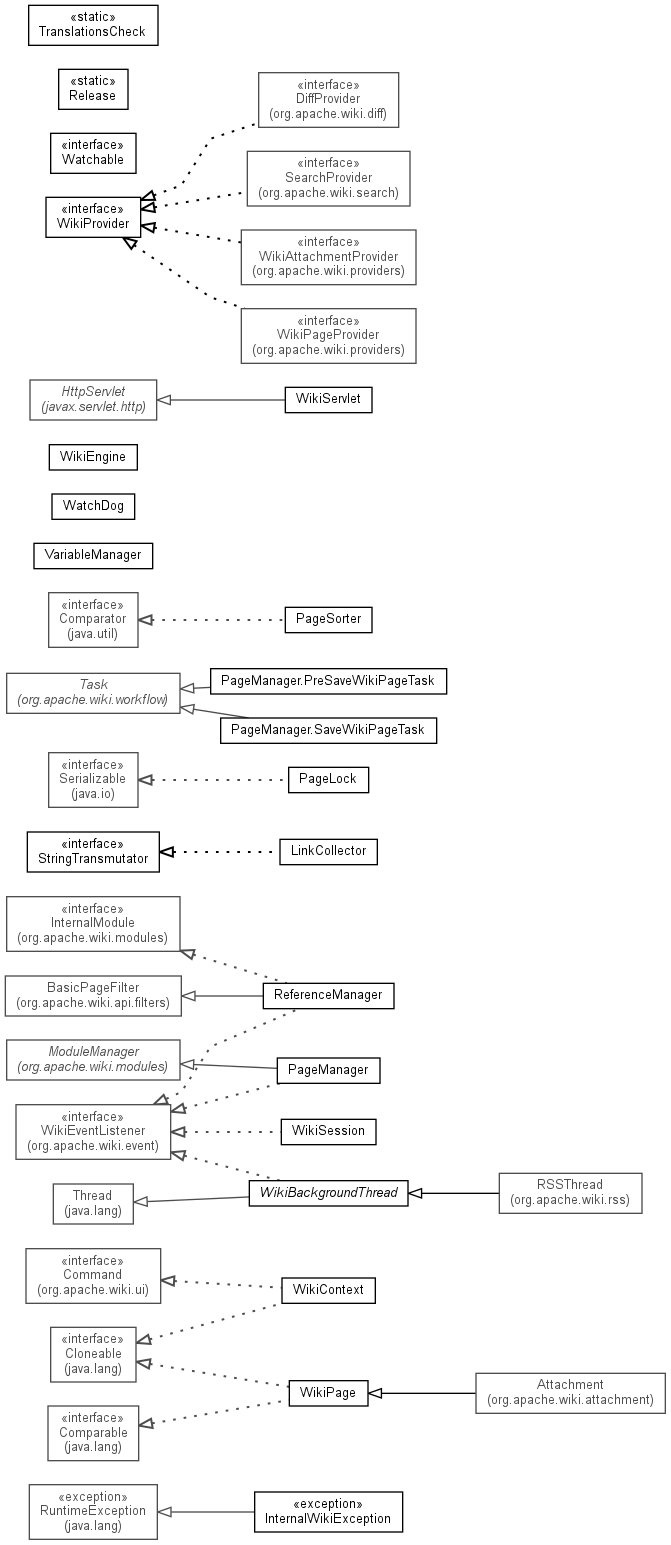 «static»
TranslationsCheck
«static»
Release
«interface»
DiffProvider
(org.apache.wiki.diff)
«interface»
Watchable
«interface»
SearchProvider
(org.apache.wiki.search)
«interface»
WikiProvider
«interface»
WikiAttachmentProvider
(org.apache.wiki.providers)
«interface»
WikiPageProvider
(org.apache.wiki.providers)
HttpServlet
(javax.servlet.http)
WikiServlet
WikiEngine
WatchDog
VariableManager
«interface»
Comparator
(java.util)
PageSorter
Task
(org.apache.wiki.workflow)
PageManager.PreSaveWikiPageTask
PageManager.SaveWikiPageTask
«interface»
Serializable
(java.io)
PageLock
«interface»
StringTransmutator
LinkCollector
«interface»
InternalModule
(org.apache.wiki.modules)
BasicPageFilter
(org.apache.wiki.api.filters)
ReferenceManager
ModuleManager
(org.apache.wiki.modules)
PageManager
«interface»
WikiEventListener
(org.apache.wiki.event)
WikiSession
Thread
(java.lang)
WikiBackgroundThread
RSSThread
(org.apache.wiki.rss)
«interface»
Command
(org.apache.wiki.ui)
WikiContext
«interface»
Cloneable
(java.lang)
WikiPage
Attachment
(org.apache.wiki.attachment)
«interface»
Comparable
(java.lang)
«exception»
RuntimeException
(java.lang)
«exception»
InternalWikiException